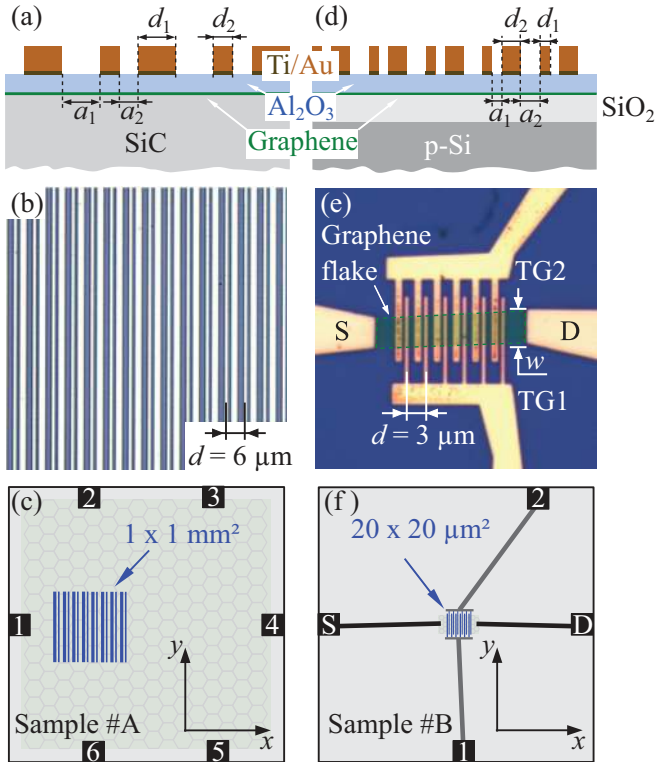 (a)
d₁
d₂
(d)
d₂
d₁
Ti/Au
Al₂O₃
a₁
a₂
Graphene
SiC
a₁
a₂
SiO₂
p-Si
(b)
d = 6 µm
(e)
Graphene
flake
TG2
S
D
w
TG1
d = 3 µm
(c)
2
3
1 x 1 mm²
1
4
y
x
Sample #A
6
5
(f)
2
20 x 20 µm²
S
D
y
x
Sample #B
1